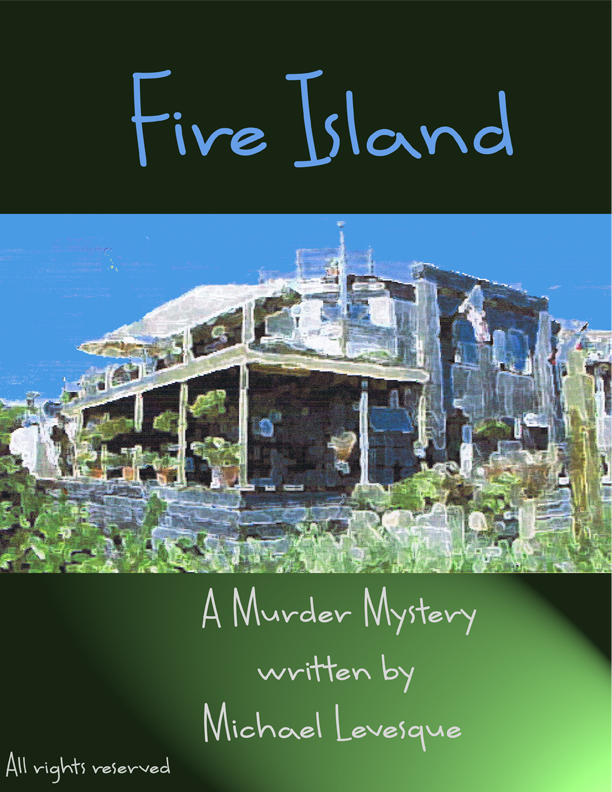 Fire Island
A Murder Mystery
written by
Michael Levesque
All rights reserved